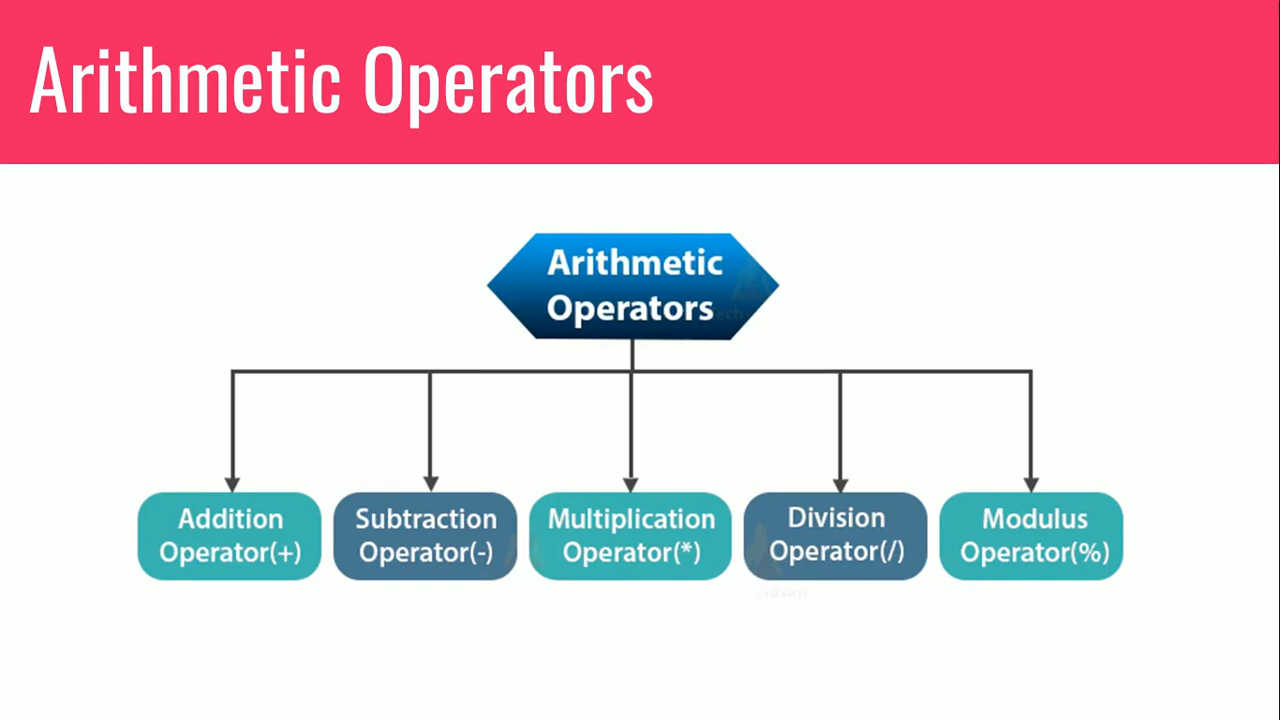 Arithmetic Operators
Arithmetic
Operators
Addition
Operator(+)
Subtraction
Operator(-)
Multiplication
Operator(*)
Division
Operator(/)
Modulus
Operator(%)